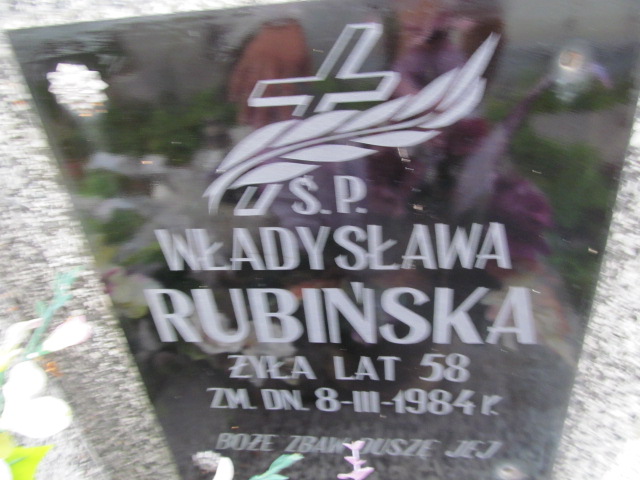 Ś.P.
WŁADYSŁAWA
RUBIŃSKA
ŻYŁA LAT 58
ZM. DN. 8-III-1984 r.
BOŻE ZBAW DUSZĘ JEJ